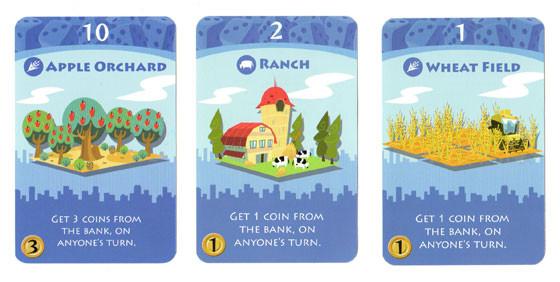 10
APPLE ORCHARD
GET 3 COINS FROM
THE BANK, ON
ANYONE'S TURN.
3
2
RANCH
GET 1 COIN FROM
THE BANK, ON
ANYONE'S TURN.
1
1
WHEAT FIELD
GET 1 COIN FROM
THE BANK, ON
ANYONE'S TURN.
1